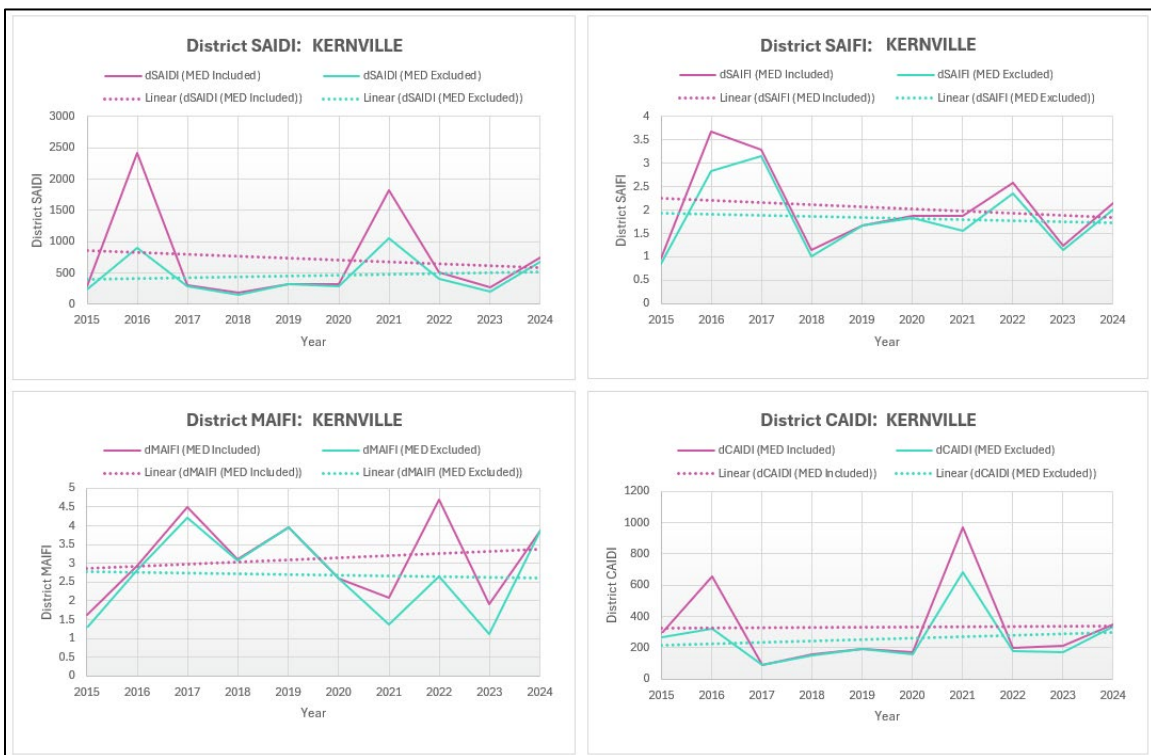 District SAIDI: KERNVILLE
dSAIDI (MED Included) dSAIDI (MED Excluded)
Linear (dSAIDI (MED Included)) Linear (dSAIDI (MED Excluded))
3000
2500
2000
1500
1000
500
0
District SAIDI
2015 2016 2017 2018 2019 2020 2021 2022 2023 2024
Year
District SAIFI: KERNVILLE
dSAIFI (MED Included) dSAIFI (MED Excluded)
Linear (dSAIFI (MED Included)) Linear (dSAIFI (MED Excluded))
4
3.5
3
2.5
2
1.5
1
0.5
0
District SAIFI
2015 2016 2017 2018 2019 2020 2021 2022 2023 2024
Year
District MAIFI: KERNVILLE
dMAIFI (MED Included) dMAIFI (MED Excluded)
Linear (dMAIFI (MED Included)) Linear (dMAIFI (MED Excluded))
5
4.5
4
3.5
3
2.5
2
1.5
1
0.5
0
District MAIFI
2015 2016 2017 2018 2019 2020 2021 2022 2023 2024
Year
District CAIDI: KERNVILLE
dCAIDI (MED Included) dCAIDI (MED Excluded)
Linear (dCAIDI (MED Included)) Linear (dCAIDI (MED Excluded))
1200
1000
800
600
400
200
0
District CAIDI
2015 2016 2017 2018 2019 2020 2021 2022 2023 2024
Year